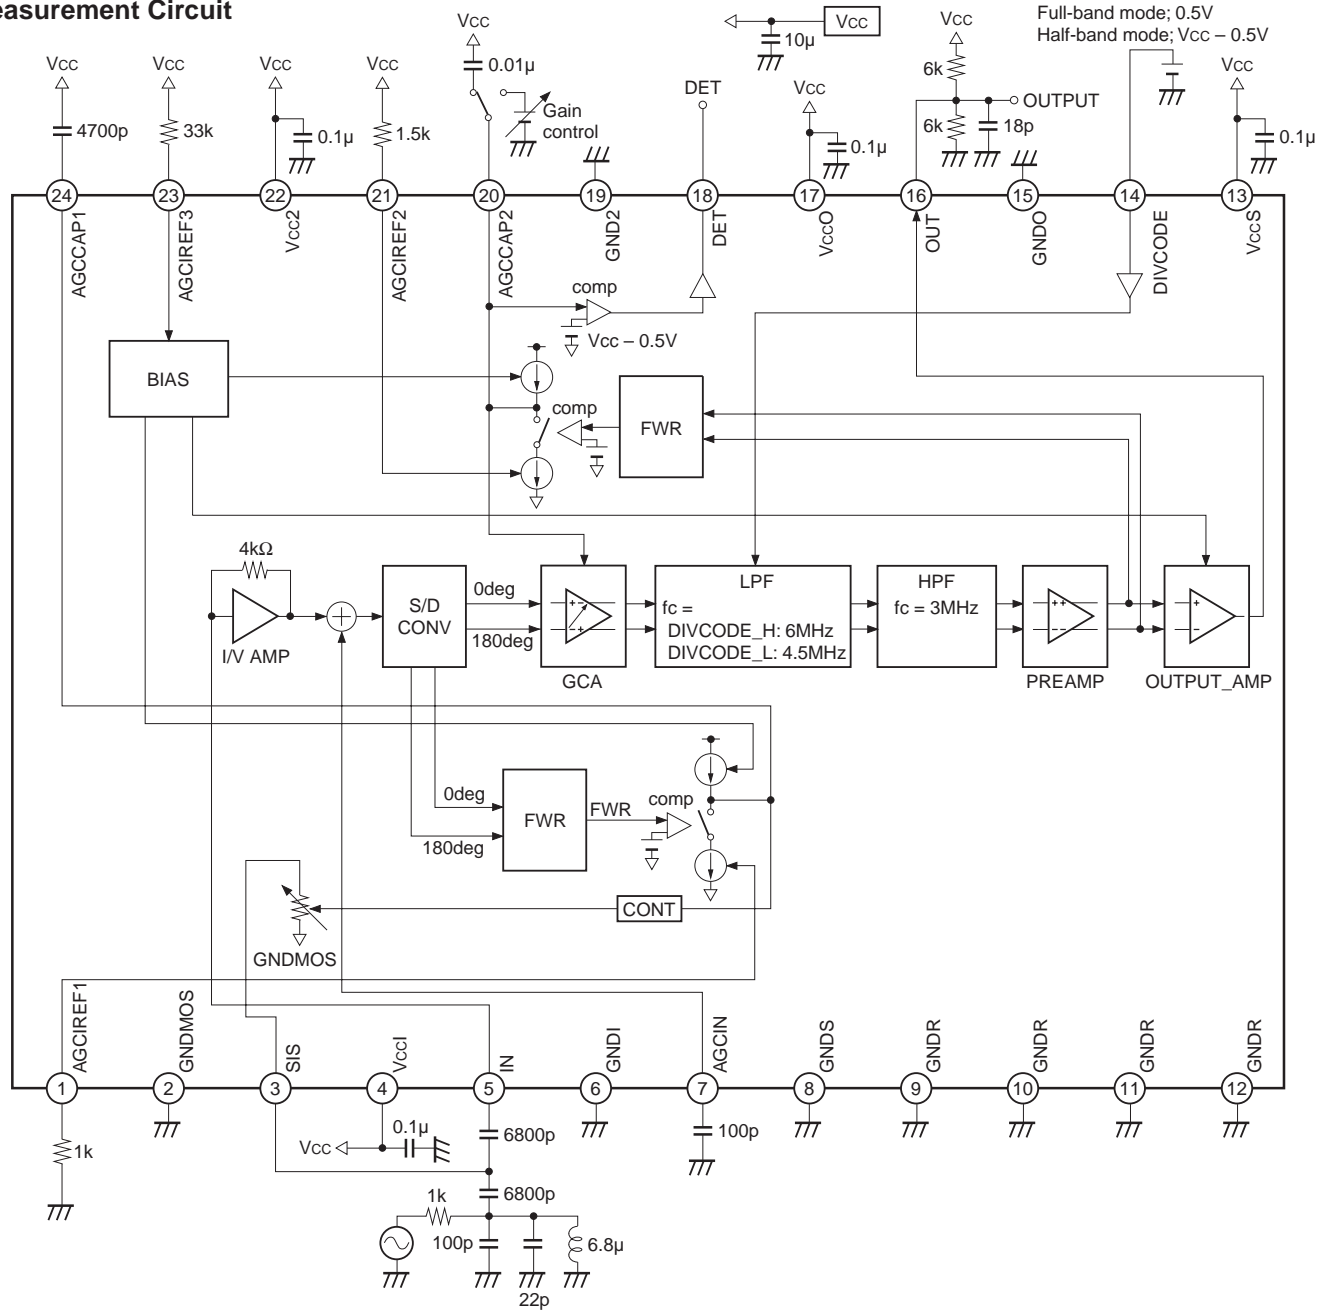 easurement Circuit
Full-band mode; 0.5V
Half-band mode; VCC – 0.5V
VCC
VCC
VCC
VCC
VCC
VCC
VCC
VCC
VCC
4700p
33k
0.1µ
1.5k
0.01µ
Gain
control
DET
10µ
0.1µ
6k
6k
OUTPUT
18p
0.1µ
24
23
22
21
20
19
18
17
16
15
14
13
AGCCAP1
AGCIREF3
VCC2
AGCIREF2
AGCCAP2
GND2
DET
VCCO
OUT
GNDO
DIVCODE
VCCS
comp
VCC – 0.5V
BIAS
comp
FWR
4kΩ
I/V AMP
S/D
CONV
0deg
180deg
GCA
LPF
fc =
DIVCODE_H: 6MHz
DIVCODE_L: 4.5MHz
HPF
fc = 3MHz
PREAMP
OUTPUT_AMP
0deg
180deg
FWR
FWR
comp
CONT
GNDMOS
AGCIREF1
GNDMOS
SIS
VCCI
IN
GNDI
AGCIN
GNDS
GNDR
GNDR
GNDR
GNDR
1
2
3
4
5
6
7
8
9
10
11
12
1k
VCC
0.1µ
6800p
100p
6800p
1k
100p
22p
6.8µ